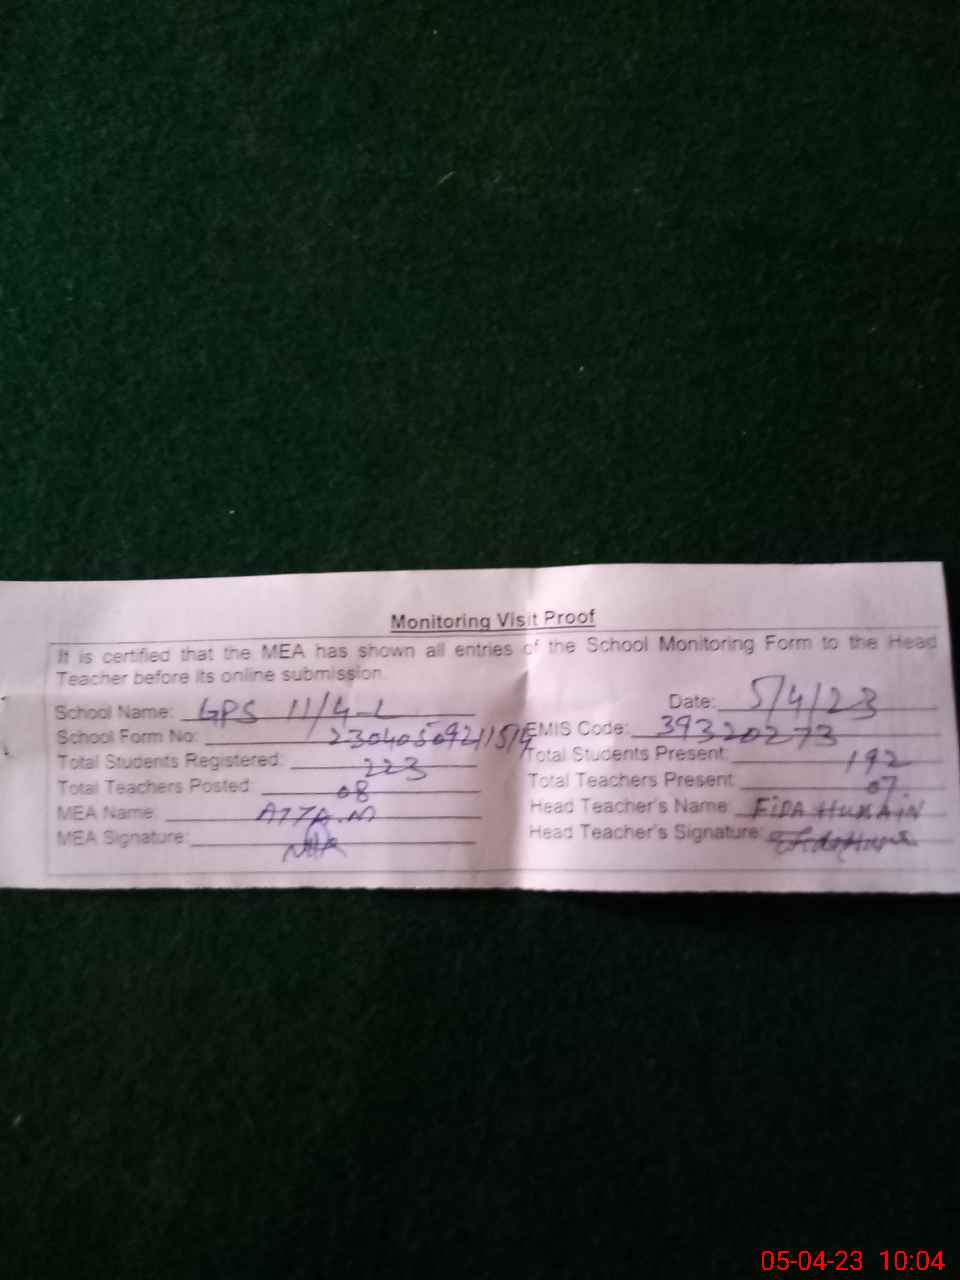 Monitoring Visit Proof
It is certified that the MEA has shown all entries of the School Monitoring Form to the Head
Teacher before its online submission.
School Name: GPS 11/4-L Date: 5/4/23
School Form No: EMIS Code: 39320273
Total Students Registered: 223 Total Students Present: 192
Total Teachers Posted: 08 Total Teachers Present: 07
MEA Name: ATTA.M Head Teacher's Name: FIDA HUSAIN
MEA Signature: Head Teacher's Signature:
05-04-23 10:04